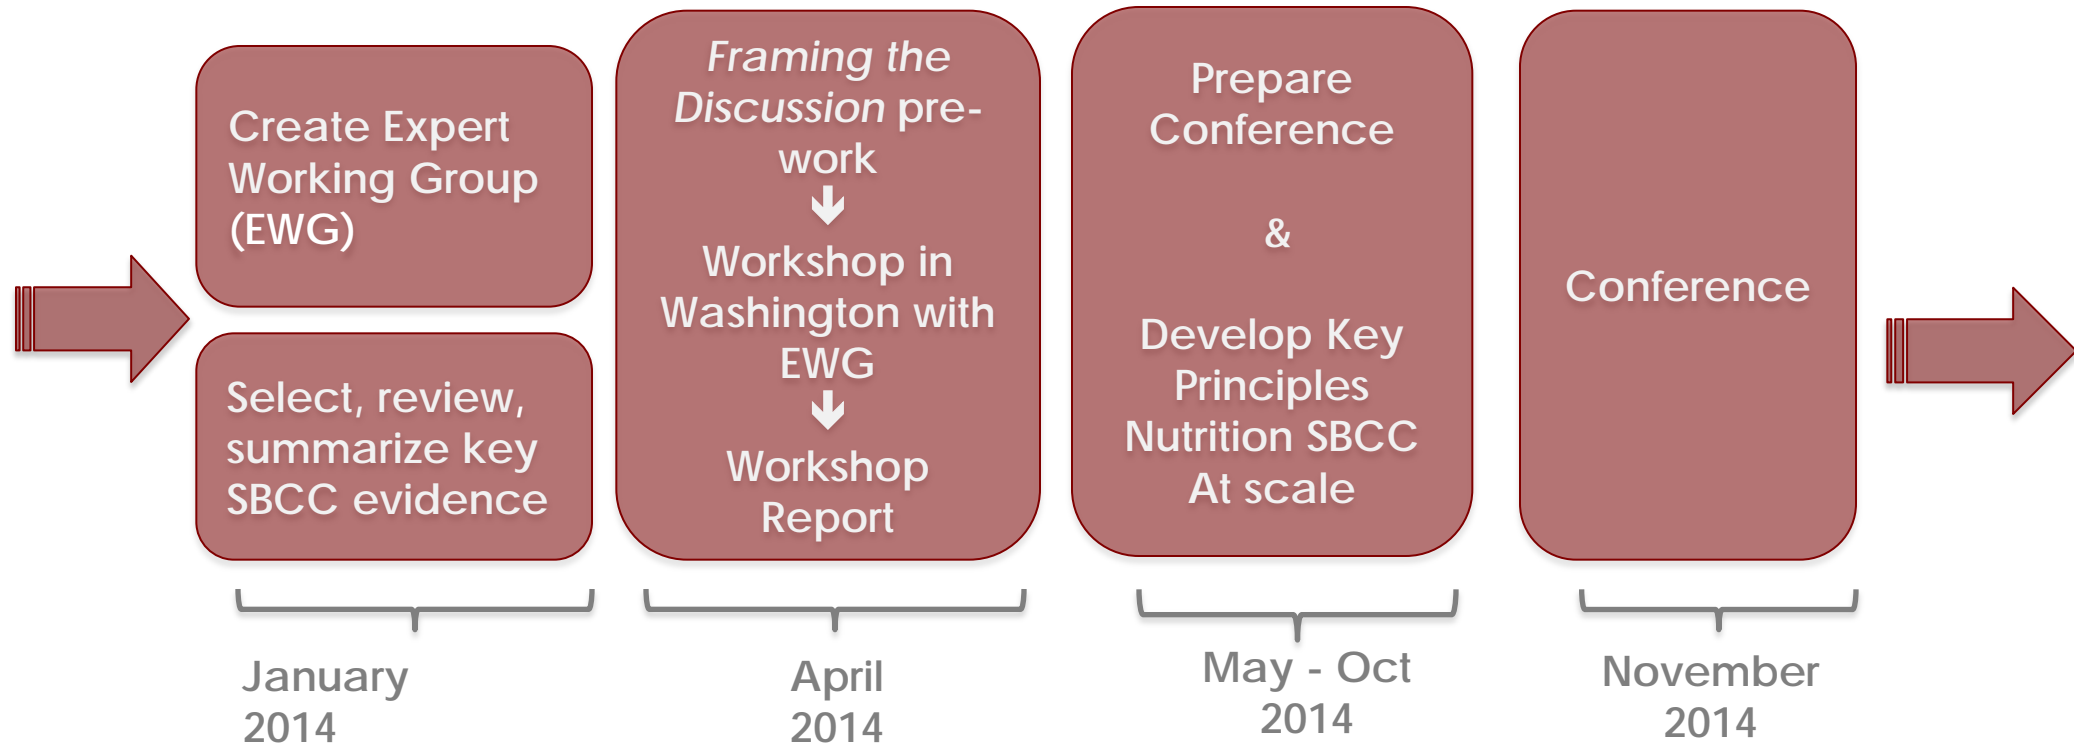 Create Expert
Working Group
(EWG)
Select, review,
summarize key
SBCC evidence
January
2014
Framing the
Discussion pre-
work
Workshop in
Washington with
EWG
Workshop
Report
April
2014
Prepare
Conference
&
Develop Key
Principles
Nutrition SBCC
At scale
May - Oct
2014
Conference
November
2014